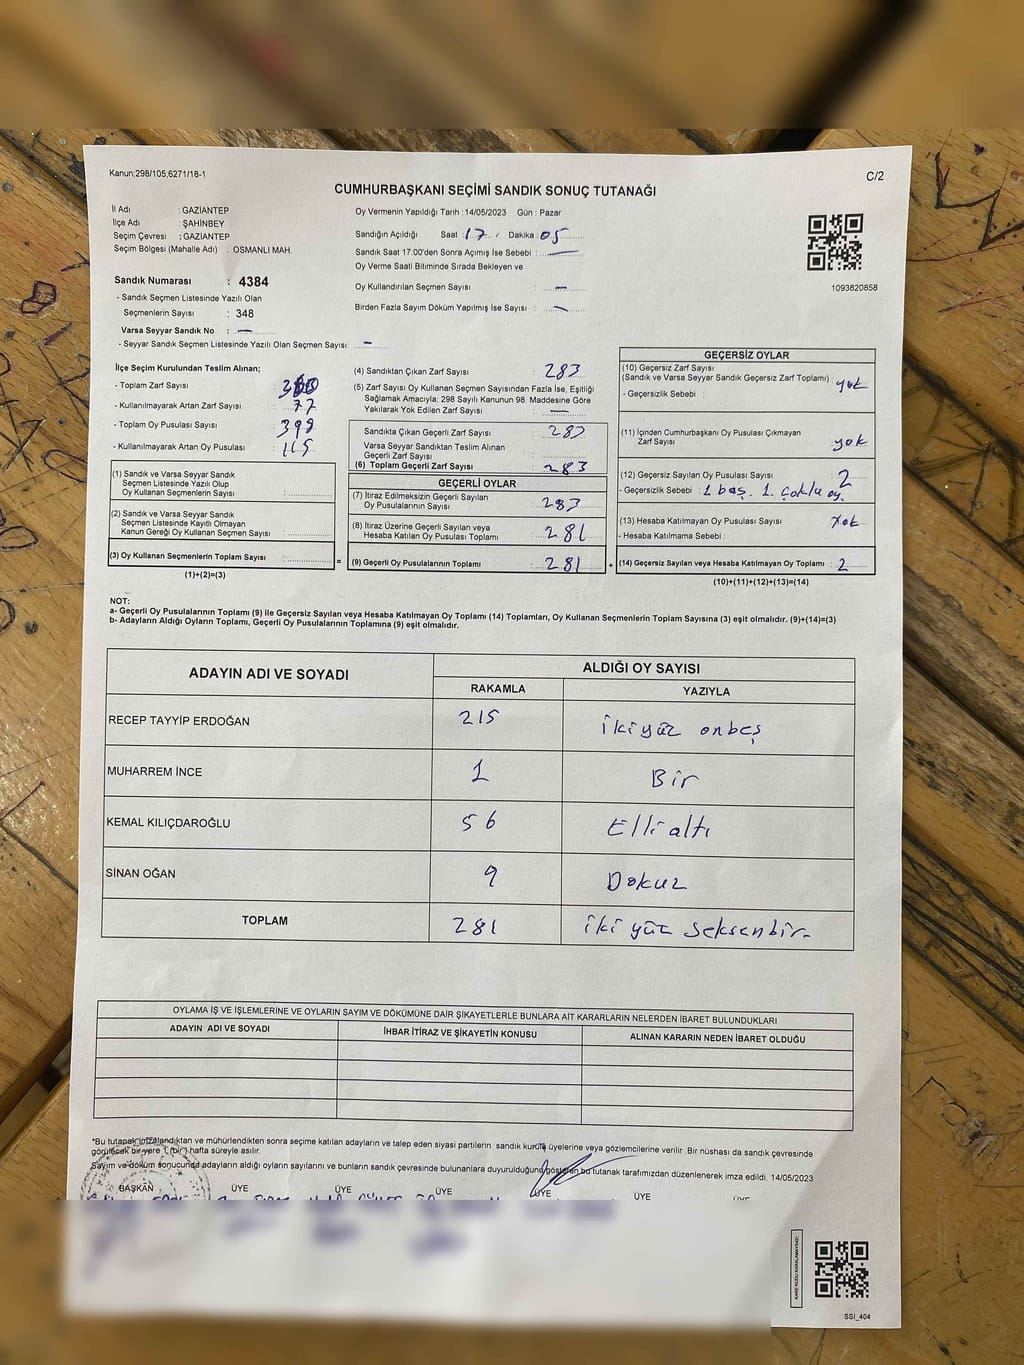 Kanun;298/105,6271/18-1
C/2
CUMHURBAŞKANI SEÇİMİ SANDIK SONUÇ TUTANAĞI
İl Adı : GAZİANTEP
İlçe Adı : ŞAHİNBEY
Seçim Çevresi : GAZİANTEP
Seçim Bölgesi (Mahalle Adı) : OSMANLI MAH.
Sandık Numarası : 4384
- Sandık Seçmen Listesinde Yazılı Olan
Seçmenlerin Sayısı : 348
Varsa Seyyar Sandık No : —
- Seyyar Sandık Seçmen Listesinde Yazılı Olan Seçmen Sayısı: -
Oy Vermenin Yapıldığı Tarih :14/05/2023 Gün : Pazar
Sandığın Açıldığı Saat :17 Dakika :05
Sandık Saat 17:00'den Sonra Açımış İse Sebebi : —
Oy Verme Saati Bitiminde Sırada Bekleyen ve
Oy Kullandırılan Seçmen Sayısı : —
Birden Fazla Sayım Döküm Yapılmış İse Sayısı : —
1093820858
İlçe Seçim Kurulundan Teslim Alınan;
- Toplam Zarf Sayısı :
- Kullanılmayarak Artan Zarf Sayısı : 77
- Toplam Oy Pusulası Sayısı :
- Kullanılmayarak Artan Oy Pusulası : 115
(1) Sandık ve Varsa Seyyar Sandık
Seçmen Listesinde Yazılı Olup
Oy Kullanan Seçmenlerin Sayısı :
(2) Sandık ve Varsa Seyyar Sandık
Seçmen Listesinde Kayıtlı Olmayan
Kanun Gereği Oy Kullanan Seçmen Sayısı :
(3) Oy Kullanan Seçmenlerin Toplam Sayısı :
(1)+(2)=(3)
(4) Sandıktan Çıkan Zarf Sayısı : 283
(5) Zarf Sayısı Oy Kullanan Seçmen Sayısından Fazla İse, Eşitliği
Sağlamak Amacıyla; 298 Sayılı Kanunun 98. Maddesine Göre
Yakılarak Yok Edilen Zarf Sayısı : —
Sandıkta Çıkan Geçerli Zarf Sayısı : 283
Varsa Seyyar Sandıktan Teslim Alınan
Geçerli Zarf Sayısı :
(6) Toplam Geçerli Zarf Sayısı : 283
GEÇERLİ OYLAR
(7) İtiraz Edilmeksizin Geçerli Sayılan
Oy Pusulasının Sayısı : 283
(8) İtiraz Üzerine Geçerli Sayılan veya
Hesaba Katılan Oy Pusulası Toplamı : 281
(9) Geçerli Oy Pusulalarının Toplamı : 281
=
+
GEÇERSİZ OYLAR
(10) Geçersiz Zarf Sayısı
(Sandık ve Varsa Seyyar Sandık Geçersiz Zarf Toplamı) : yok
- Geçersizlik Sebebi :
(11) İçinden Cumhurbaşkanı Oy Pusulası Çıkmayan
Zarf Sayısı : yok
(12) Geçersiz Sayılan Oy Pusulası Sayısı : 2
- Geçersizlik Sebebi : 1 baş. 1. çoklu oy.
(13) Hesaba Katılmayan Oy Pusulası Sayısı : Yok
- Hesaba Katılmama Sebebi :
(14) Geçersiz Sayılan veya Hesaba Katılmayan Oy Toplamı : 2
(10)+(11)+(12)+(13)=(14)
NOT:
a- Geçerli Oy Pusulalarının Toplamı (9) ile Geçersiz Sayılan veya Hesaba Katılmayan Oy Toplamı (14) Toplamları, Oy Kullanan Seçmenlerin Toplam Sayısına (3) eşit olmalıdır. (9)+(14)=(3)
b- Adayların Aldığı Oyların Toplamı, Geçerli Oy Pusulalarının Toplamına (9) eşit olmalıdır.
ADAYIN ADI VE SOYADI
ALDIĞI OY SAYISI
RAKAMLA YAZIYLA
RECEP TAYYİP ERDOĞAN 215 iki yüz onbeş
MUHARREM İNCE 1 Bir
KEMAL KILIÇDAROĞLU 56 Elli altı
SİNAN OĞAN 9 Dokuz
TOPLAM 281 iki yüz seksenbir.
OYLAMA İŞ VE İŞLEMLERİNE VE OYLARIN SAYIM VE DÖKÜMÜNE DAİR ŞİKAYETLERLE BUNLARA AİT KARARLARIN NELERDEN İBARET BULUNDUKLARI
ADAYIN ADI VE SOYADI İHBAR İTİRAZ VE ŞİKAYETİN KONUSU ALINAN KARARIN NEDEN İBARET OLDUĞU
*Bu tutanak imzalandıktan ve mühürlendikten sonra seçime katılan adayların ve talep eden siyasi partilerin sandık kurulu üyelerine veya gözlemcilerine verilir. Bir nüshası da sandık çevresinde
görülecek bir yere 1 (bir) hafta süreyle asılır.
Sayım ve döküm sonucunda adayların aldığı oyların sayılarını ve bunların sandık çevresinde bulunanlara duyurulduğunu gösteren bu tutanak tarafımızdan düzenlenerek imza edildi. 14/05/2023
BAŞKAN ÜYE ÜYE ÜYE ÜYE ÜYE ÜYE
SSİ_404